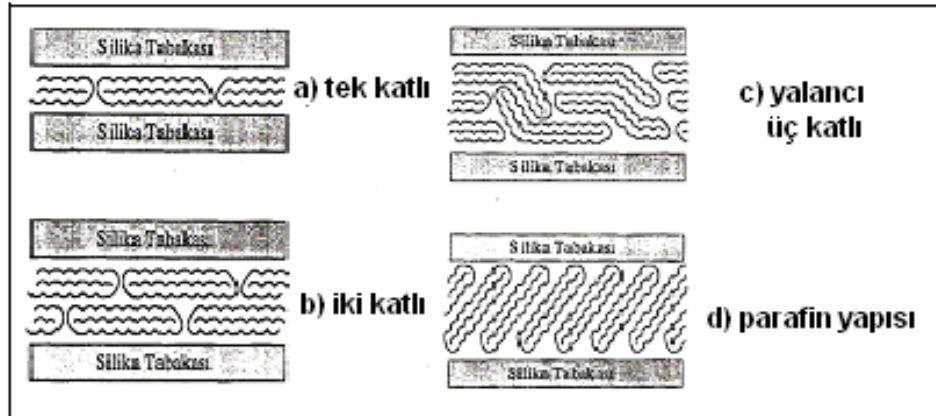 Silika Tabakası
a) tek katlı
Silika Tabakası
Silika Tabakası
b) iki katlı
Silika Tabakası
Silika Tabakası
c) yalancı
üç katlı
Silika Tabakası
Silika Tabakası
d) parafin yapısı
Silika Tabakası